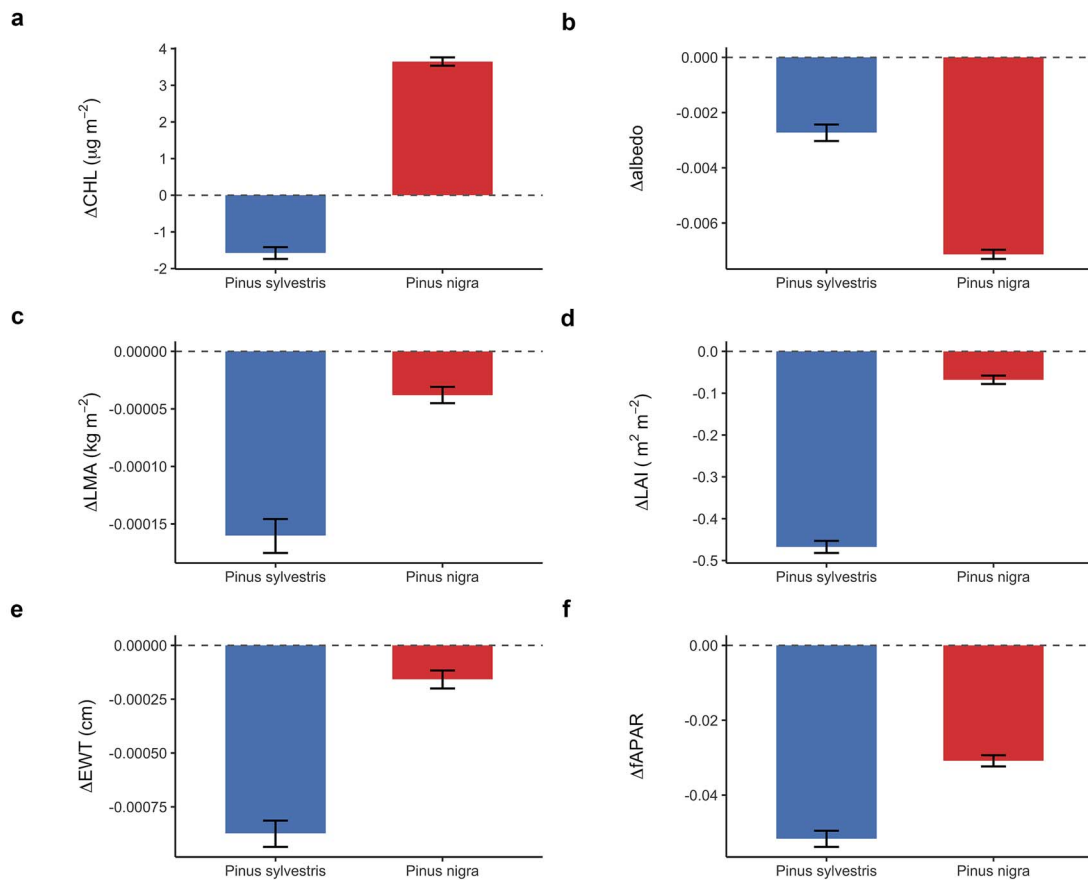 a
ΔCHL (μg m−2)
4
3
2
1
0
-1
-2
Pinus sylvestris
Pinus nigra
b
Δalbedo
0.000
-0.002
-0.004
-0.006
Pinus sylvestris
Pinus nigra
c
ΔLMA (kg m−2)
0.00000
-0.00005
-0.00010
-0.00015
Pinus sylvestris
Pinus nigra
d
ΔLAI ( m2 m−2)
0.0
-0.1
-0.2
-0.3
-0.4
-0.5
Pinus sylvestris
Pinus nigra
e
ΔEWT (cm)
0.00000
-0.00025
-0.00050
-0.00075
Pinus sylvestris
Pinus nigra
f
ΔfAPAR
0.00
-0.02
-0.04
Pinus sylvestris
Pinus nigra